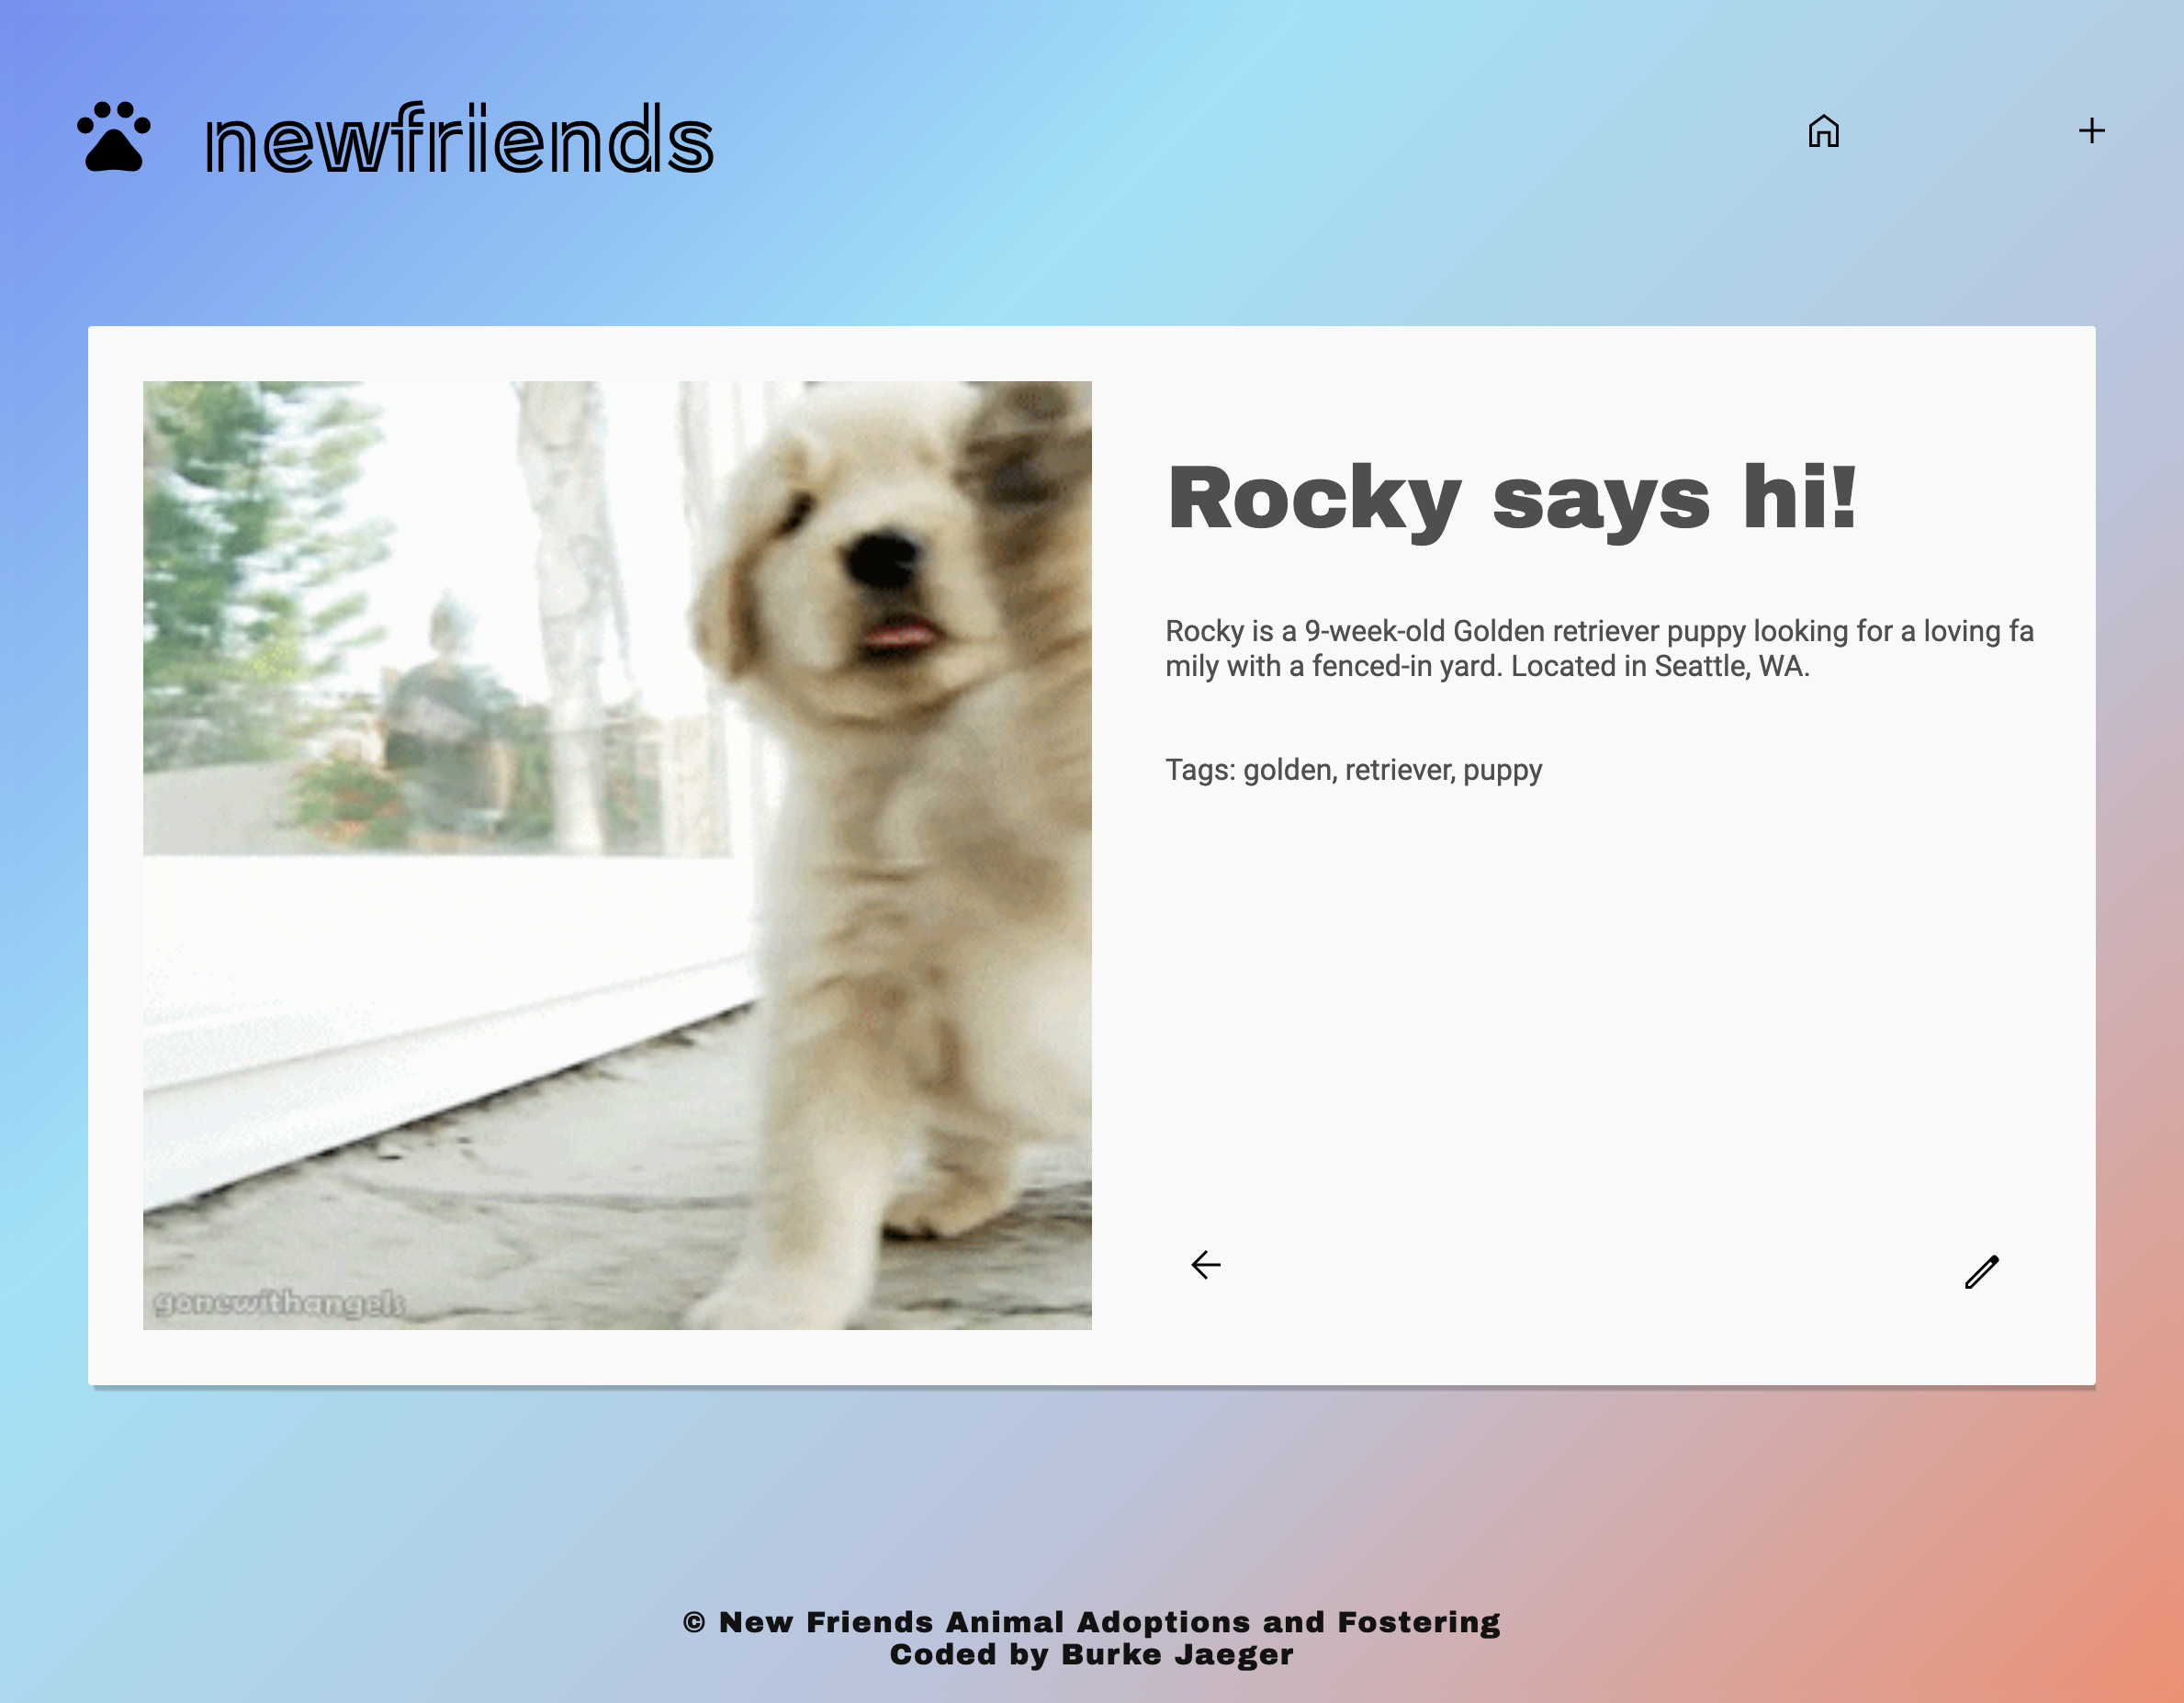 newfriends
Rocky says hi!
Rocky is a 9-week-old Golden retriever puppy looking for a loving fa
mily with a fenced-in yard. Located in Seattle, WA.
Tags: golden, retriever, puppy
gonewithangels
© New Friends Animal Adoptions and Fostering
Coded by Burke Jaeger